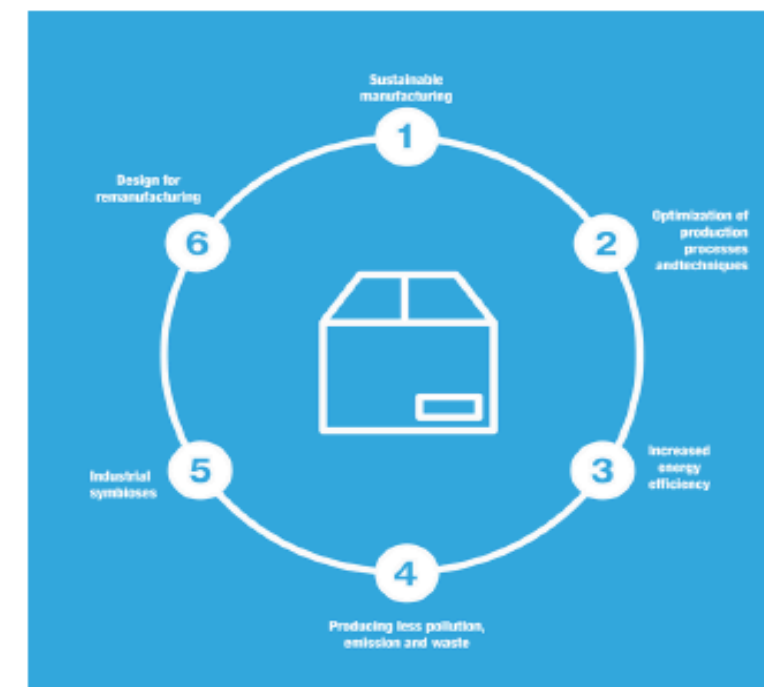 Sustainable
manufacturing
1
Design for
remanufacturing
6
Optimization of
production
processes
andtechniques
2
Industrial
symbioses
5
Increased
energy
efficiency
3
4
Producing less pollution,
emission and waste